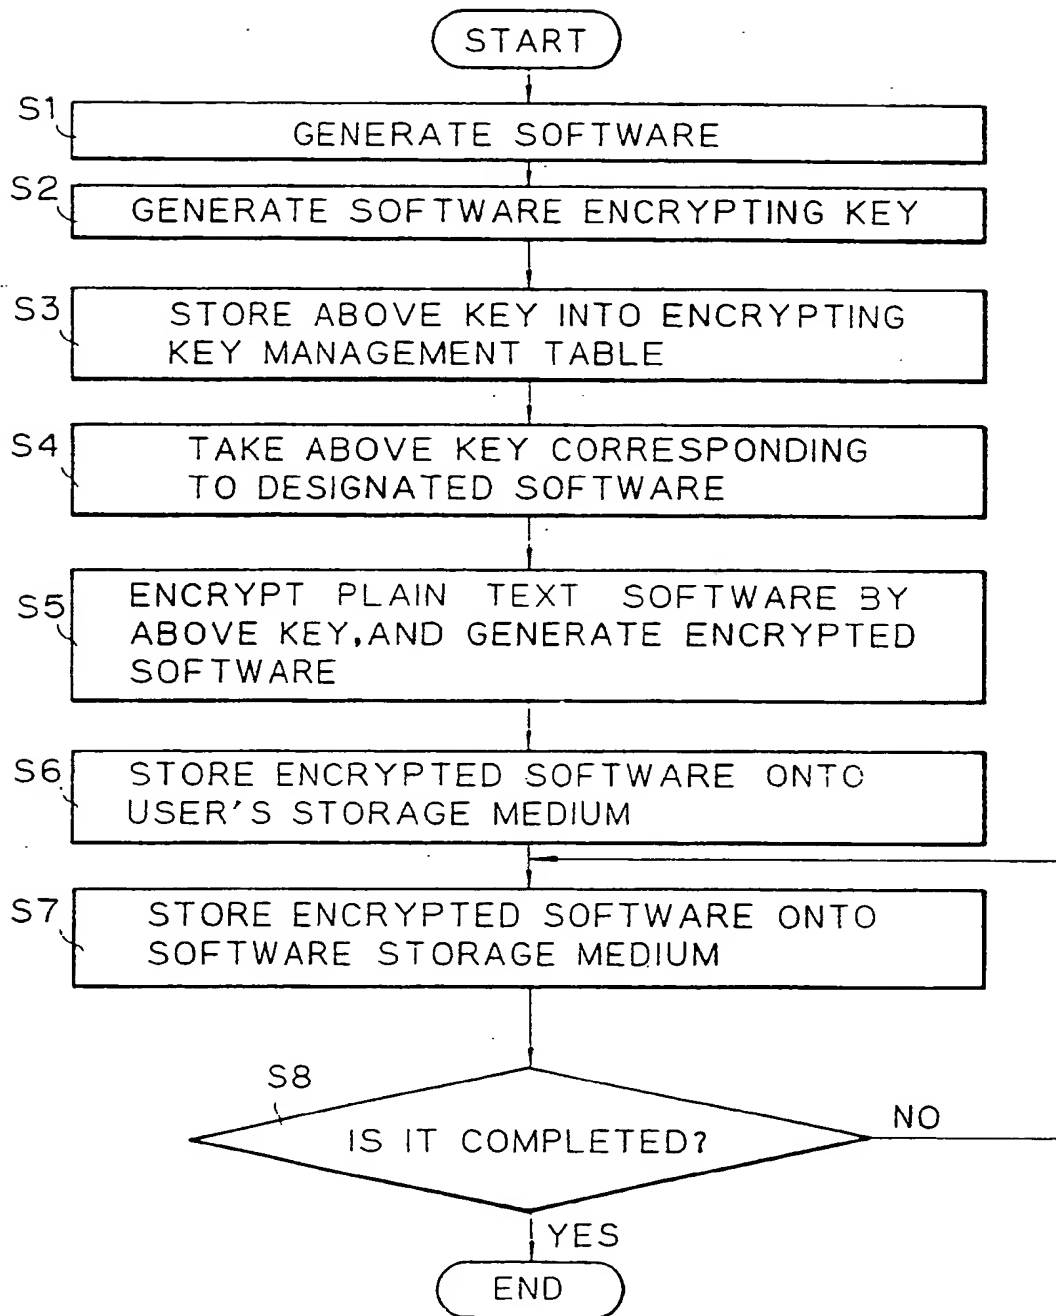 START
S1
GENERATE SOFTWARE
S2
GENERATE SOFTWARE ENCRYPTING KEY
S3
STORE ABOVE KEY INTO ENCRYPTING
KEY MANAGEMENT TABLE
S4
TAKE ABOVE KEY CORRESPONDING
TO DESIGNATED SOFTWARE
S5
ENCRYPT PLAIN TEXT SOFTWARE BY
ABOVE KEY, AND GENERATE ENCRYPTED
SOFTWARE
S6
STORE ENCRYPTED SOFTWARE ONTO
USER'S STORAGE MEDIUM
S7
STORE ENCRYPTED SOFTWARE ONTO
SOFTWARE STORAGE MEDIUM
S8
IS IT COMPLETED?
NO
YES
END